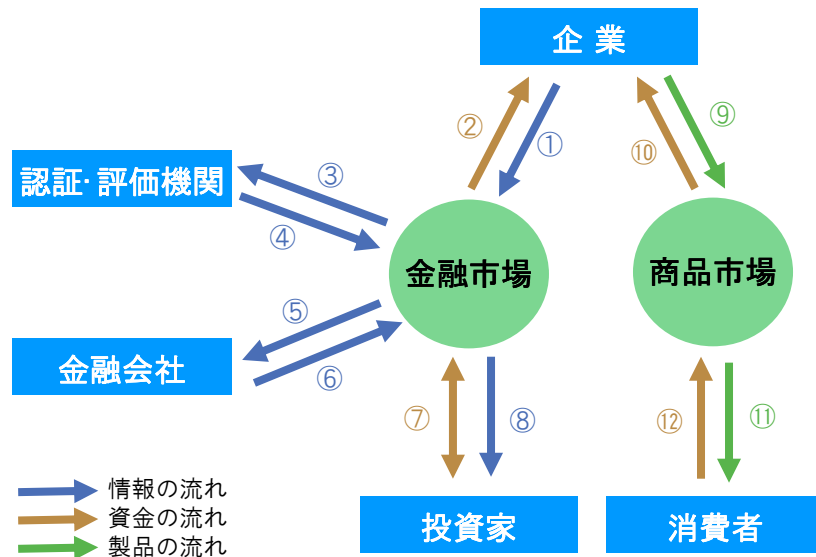 企 業
②
①
⑨
⑩
認証･評価機関
③
④
金融市場
商品市場
⑤
金融会社
⑥
⑦
⑧
⑫
⑪
情報の流れ
資金の流れ
製品の流れ
投資家
消費者